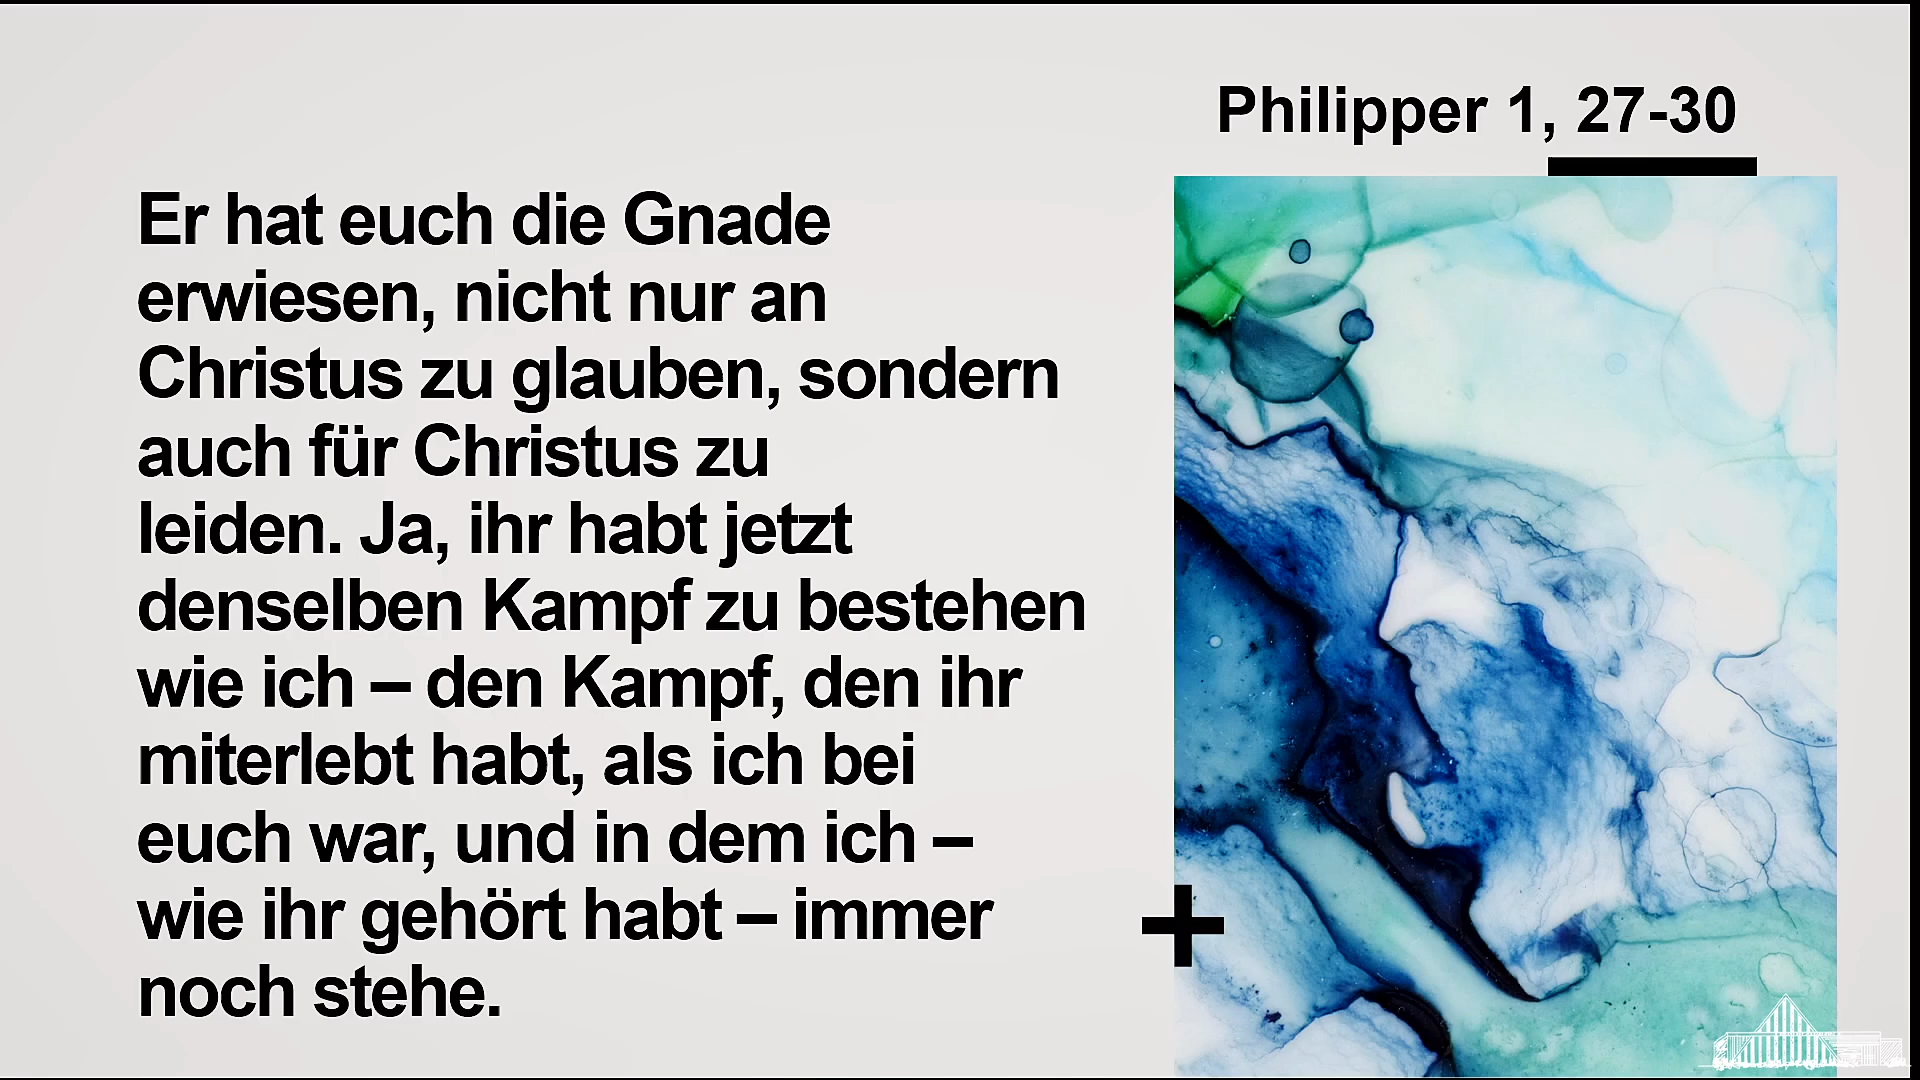 Philipper 1, 27-30
Er hat euch die Gnade
erwiesen, nicht nur an
Christus zu glauben, sondern
auch für Christus zu
leiden. Ja, ihr habt jetzt
denselben Kampf zu bestehen
wie ich – den Kampf, den ihr
miterlebt habt, als ich bei
euch war, und in dem ich –
wie ihr gehört habt – immer
noch stehe.